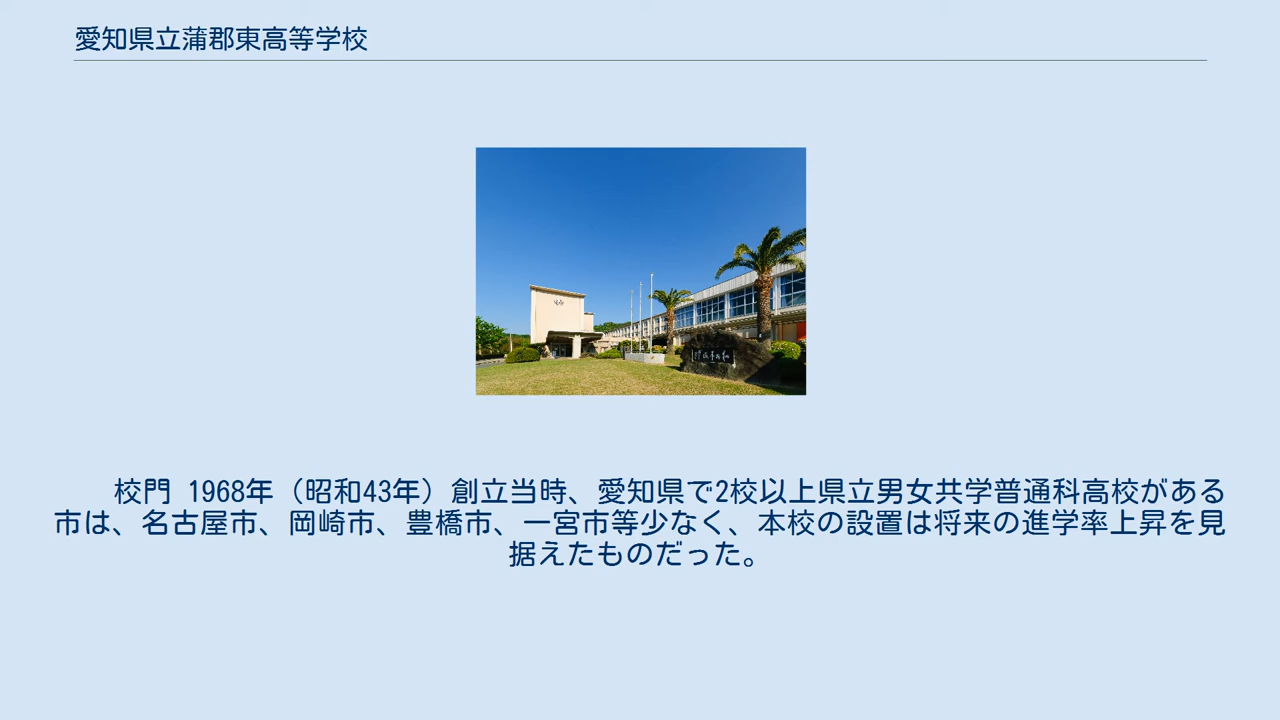 愛知県立蒲郡東高等学校
校門 1968年（昭和43年）創立当時、愛知県で2校以上県立男女共学普通科高校がある
市は、名古屋市、岡崎市、豊橋市、一宮市等少なく、本校の設置は将来の進学率上昇を見
据えたものだった。